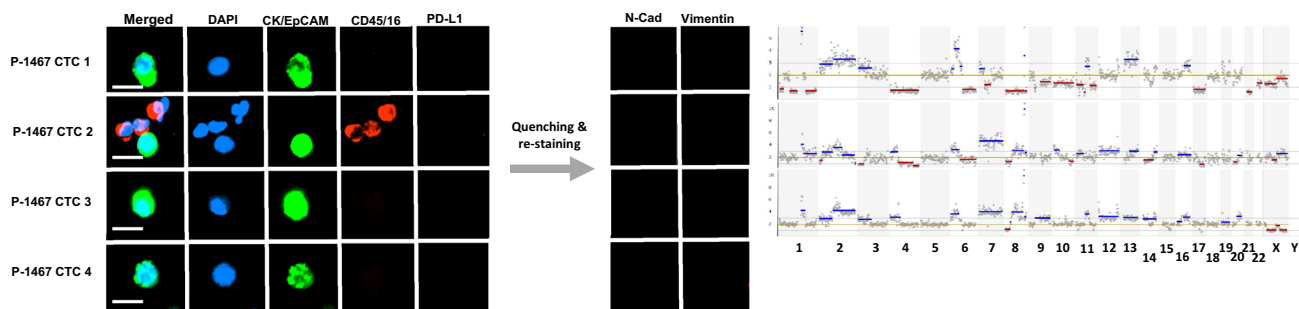 Merged DAPI CK/EpCAM CD45/16 PD-L1
N-Cad Vimentin
P-1467 CTC 1
P-1467 CTC 2
P-1467 CTC 3
P-1467 CTC 4
Quenching &
re-staining
1 2 3 4 5 6 7 8 9 10 11 12 13 14 15 16 17 18 19 20 21 22 X Y